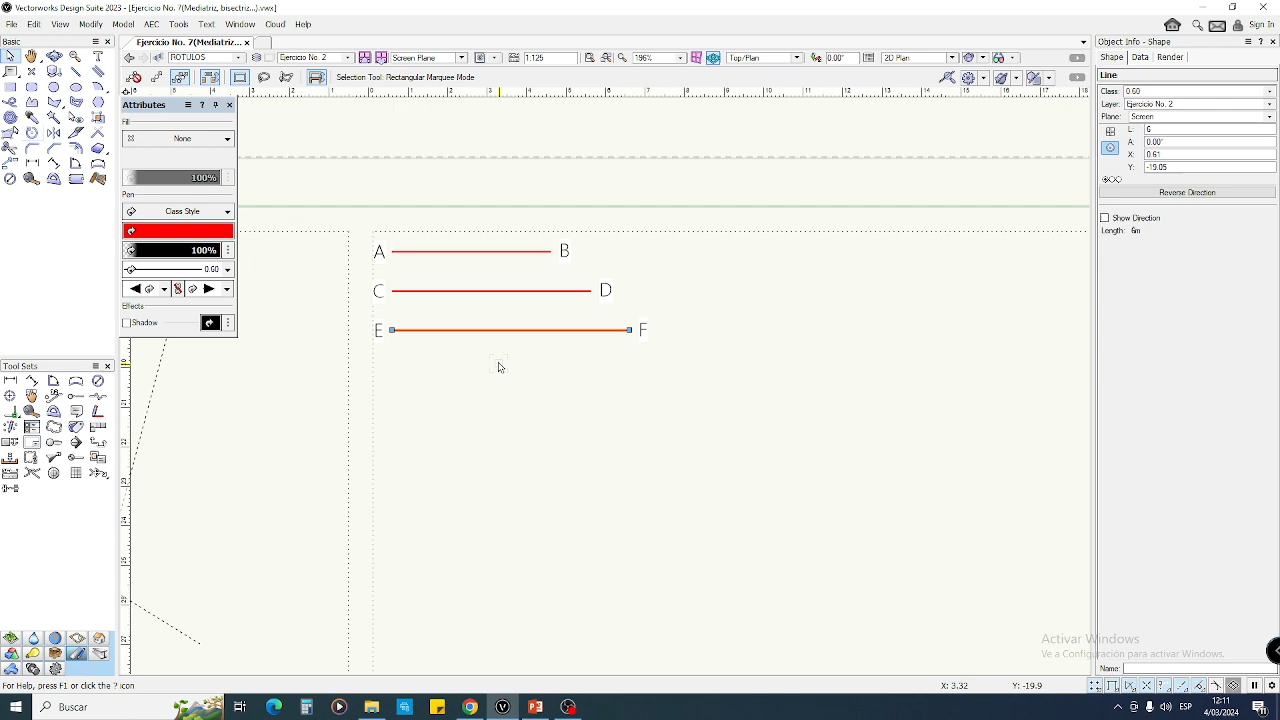 Vectorworks Design Suite 2023 - [Ejercicio No. 7(Mediatriz, bisectriz...).vwx]
File Edit View Modify Model AEC Tools Text Window Cloud Help
Sign In
Ejercicio No. 7(Mediatriz...
ROTULOS
Ejercicio No. 2
Screen Plane
1:125
196%
Top/Plan
0.00°
2D Plan
Selection Tool: Rectangular Marquee Mode
Basic
Attributes
Fill
None
100%
Pen
Class Style
100%
0.60
Effects
Shadow
Tool Sets
A
B
C
D
E
F
Object Info - Shape
Shape Data Render
Line
Class: 0.60
Layer: Ejercicio No. 2
Plane: Screen
L: 6
A: 0.00°
X: 0.61
Y: -19.05
Reverse Direction
Show Direction
Length: 6m
Activar Windows
Ve a Configuración para activar Windows.
Name:
For Help, press F1 or click the ? icon
X: 3.32
Y: -19.9
Buscar
ESP
12:11
4/03/2024